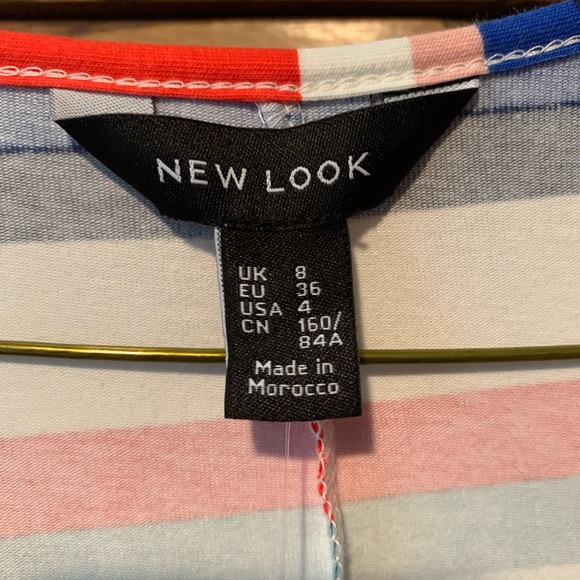 NEW LOOK
UK 8
EU 36
USA 4
CN 160/
84A
Made in
Morocco